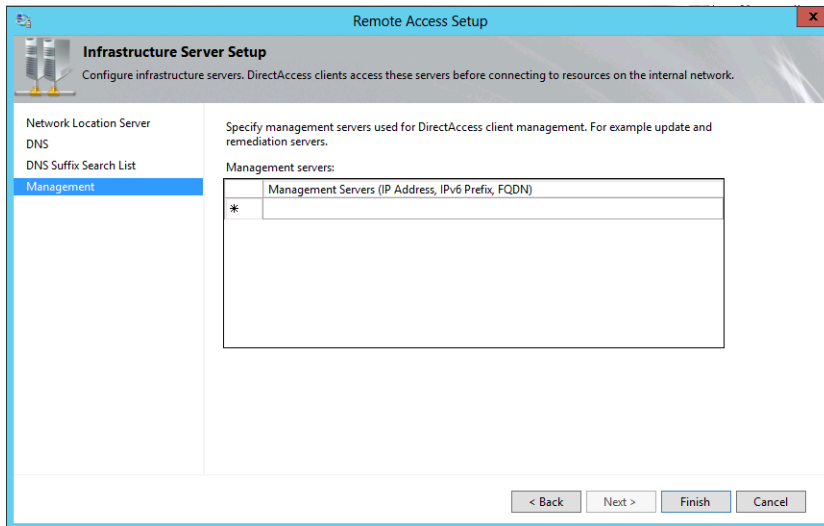 Remote Access Setup
x
Infrastructure Server Setup
Configure infrastructure servers. DirectAccess clients access these servers before connecting to resources on the internal network.
Network Location Server
DNS
DNS Suffix Search List
Management
Specify management servers used for DirectAccess client management. For example update and
remediation servers.
Management servers:
Management Servers (IP Address, IPv6 Prefix, FQDN)
*
< Back
Next >
Finish
Cancel